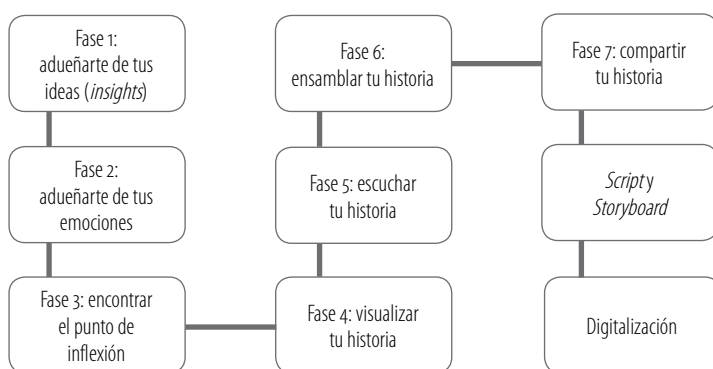 Fase 1:
adueñarte de tus
ideas (insights)
Fase 2:
adueñarte de tus
emociones
Fase 3: encontrar
el punto de
inflexión
Fase 4: visualizar
tu historia
Fase 5: escuchar
tu historia
Fase 6:
ensamblar tu historia
Fase 7: compartir
tu historia
Script y
Storyboard
Digitalización